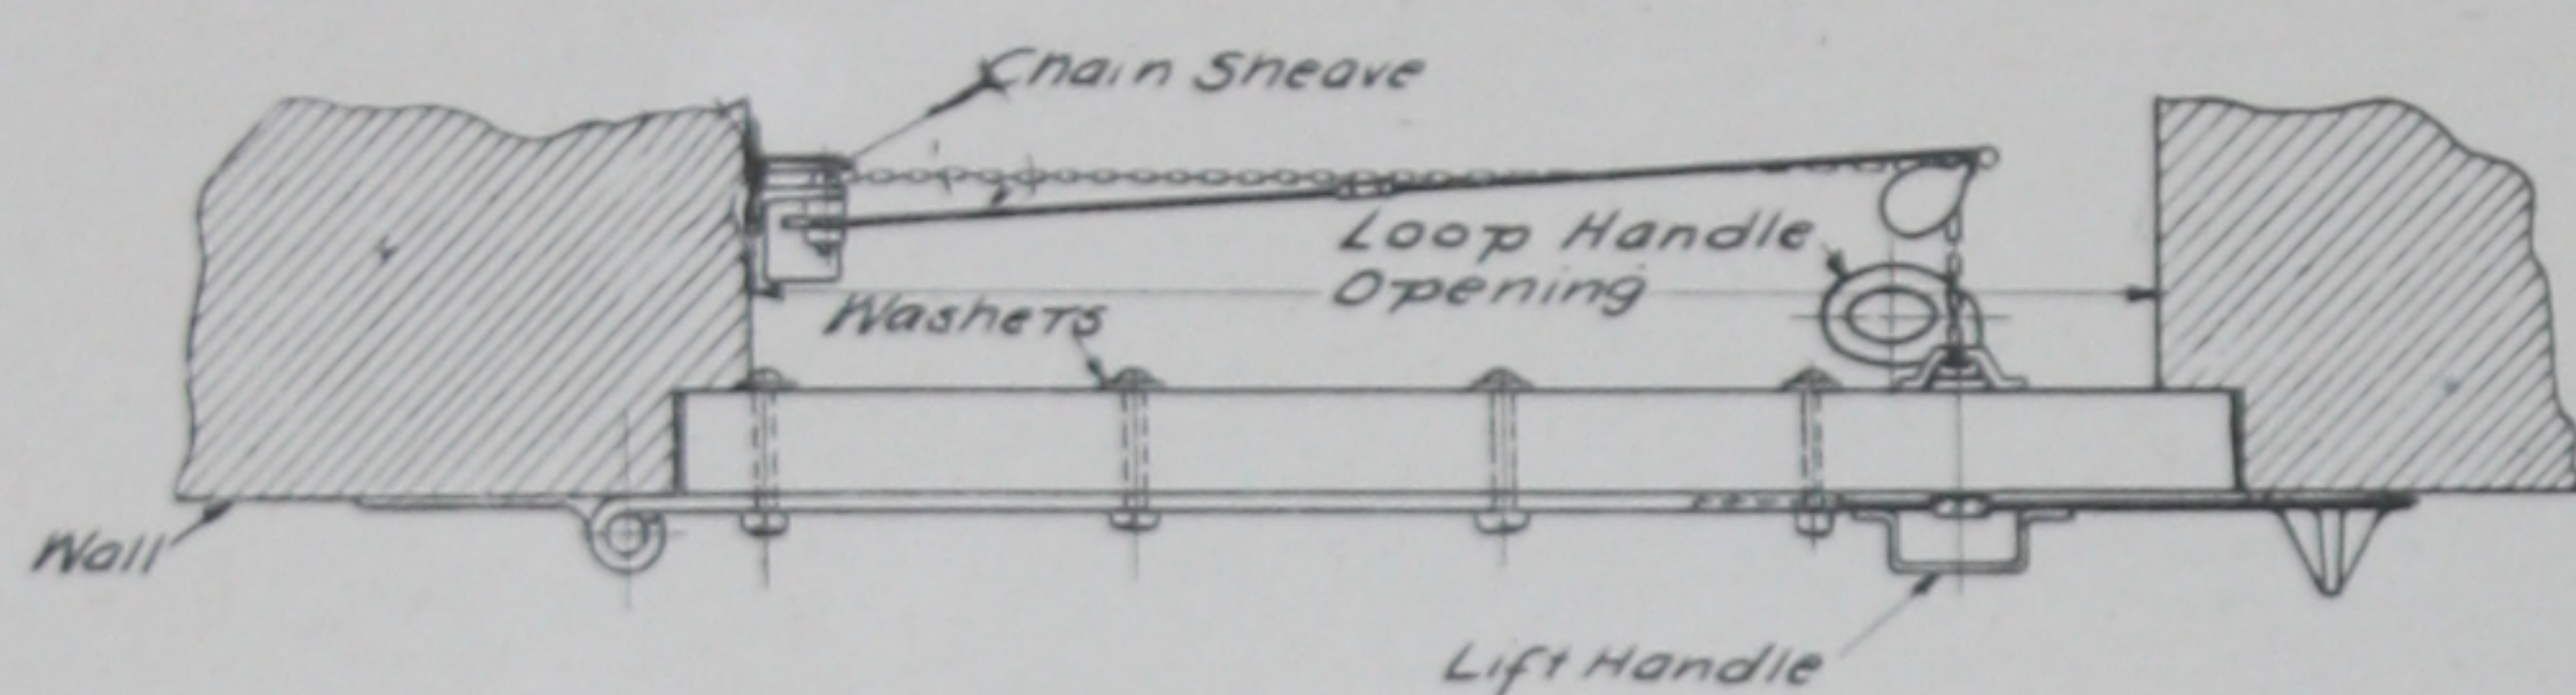 Chain Sheave
Loop Handle
Opening
Washers
Wall
Lift Handle